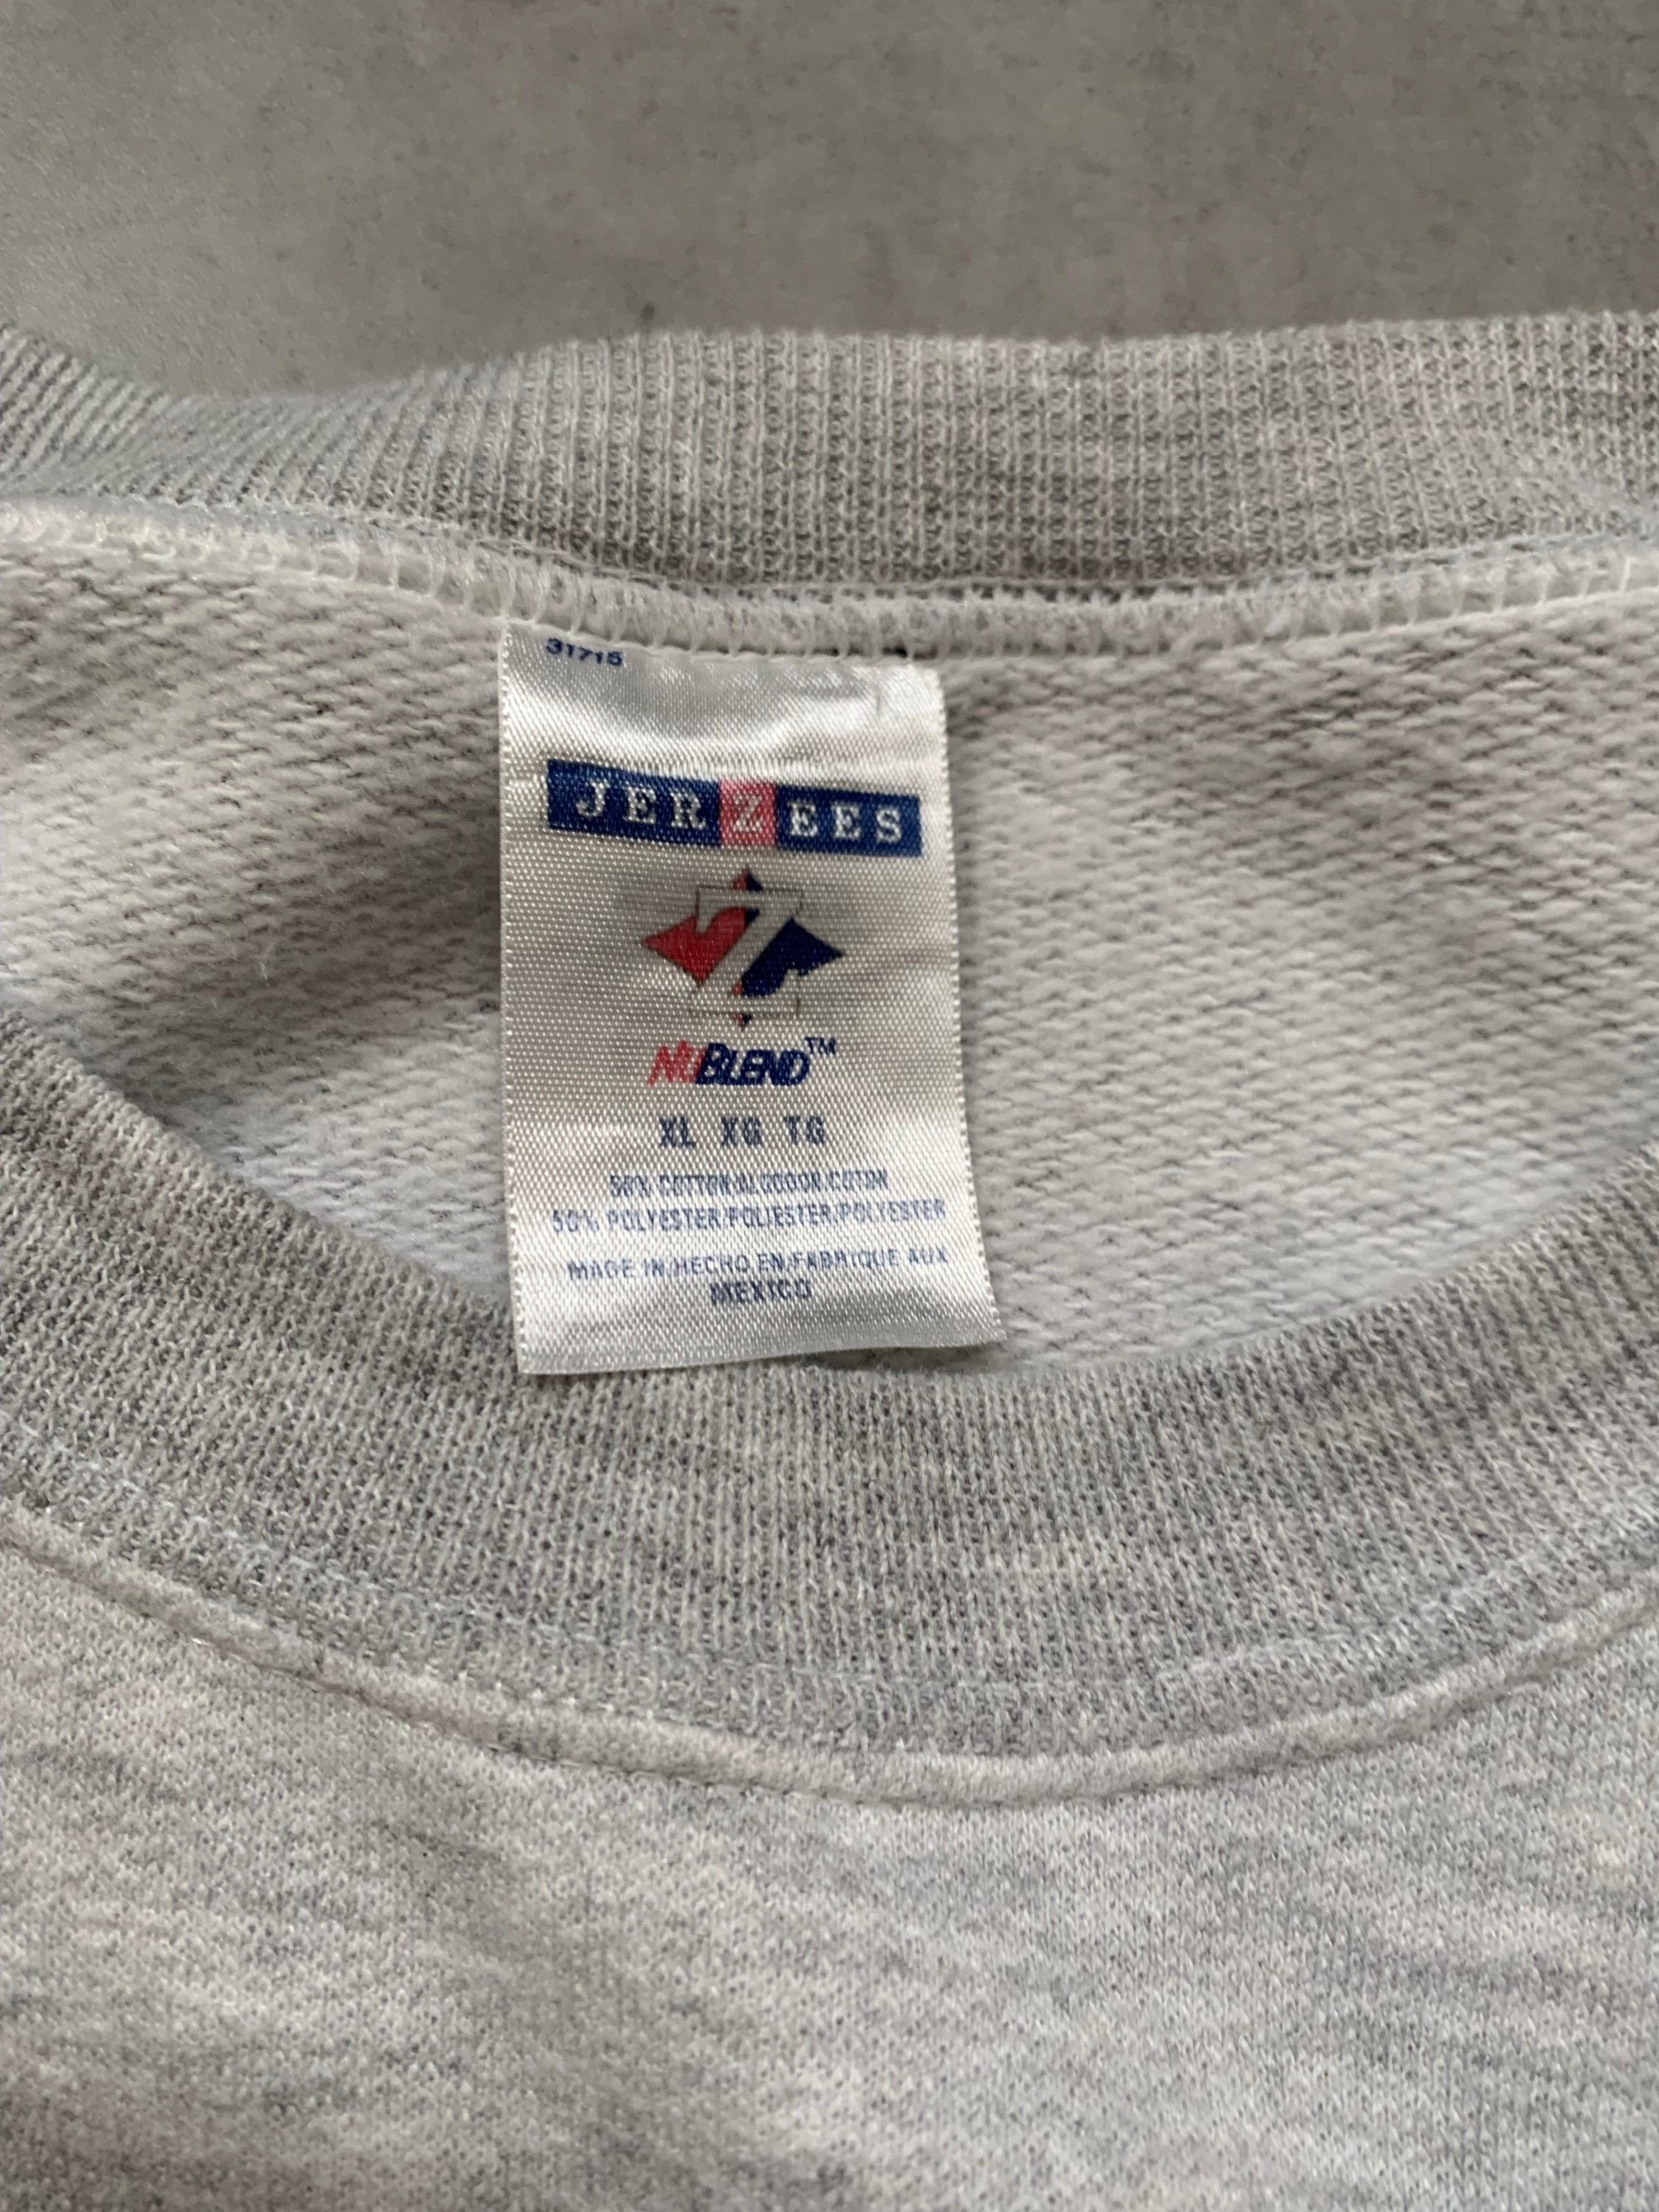 31715
JERZEES
NUBLEND™
XL XG TG
50% COTTON/ALGODON/COTON
50% POLYESTER/POLIESTER/POLYESTER
MADE IN/HECHO EN/FABRIQUE AUX
MEXICO